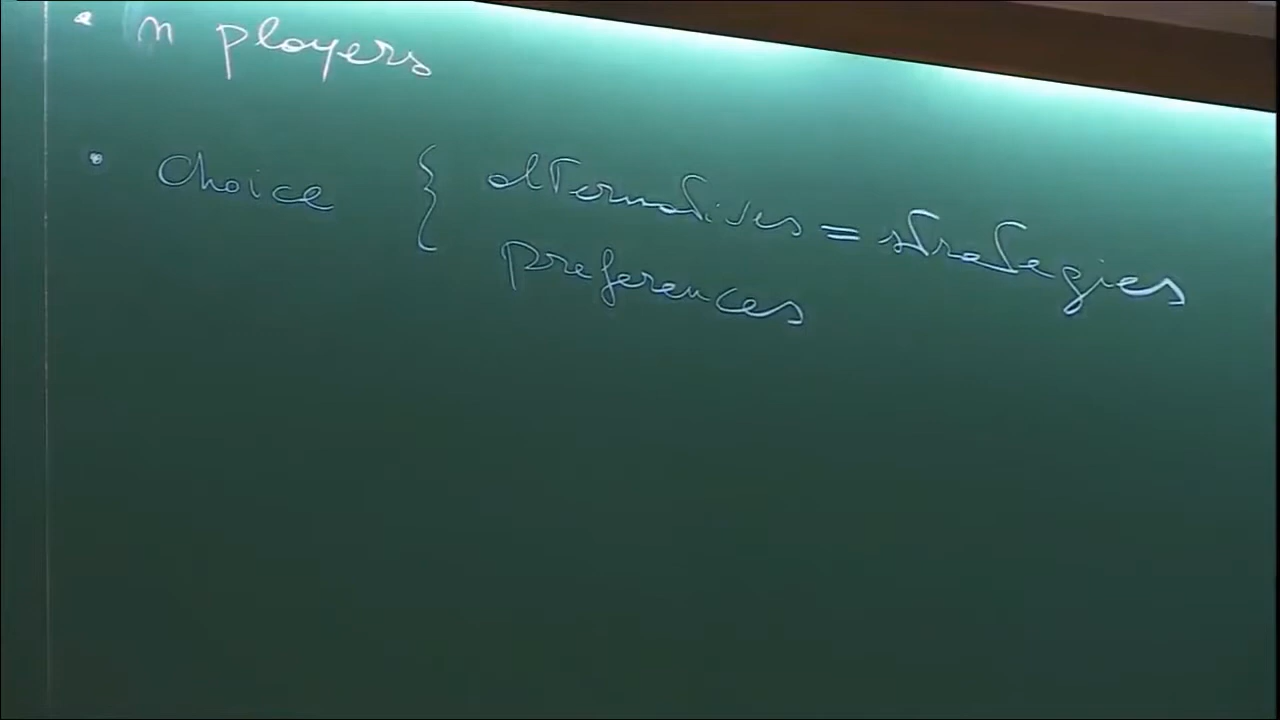 • n players
• choice { alternatives = strategies
preferences